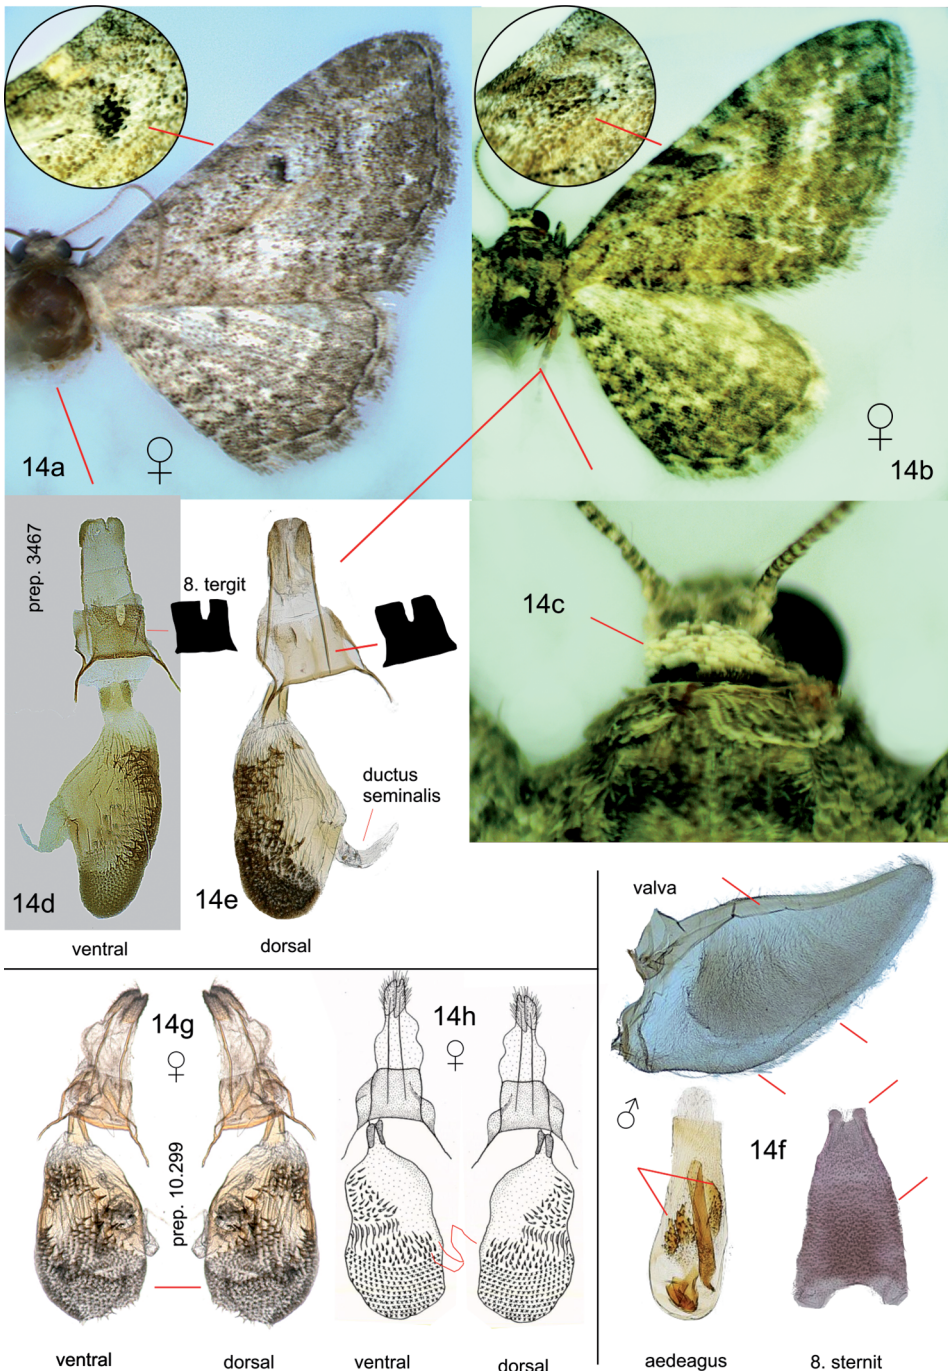 14a
♀
♀
14b
prep. 3467
8. tergit
14c
ductus
seminalis
14d
14e
ventral
dorsal
valva
14g
♀
14h
♀
prep. 10.299
♂
14f
ventral
dorsal
ventral
dorsal
aedeagus
8. sternit